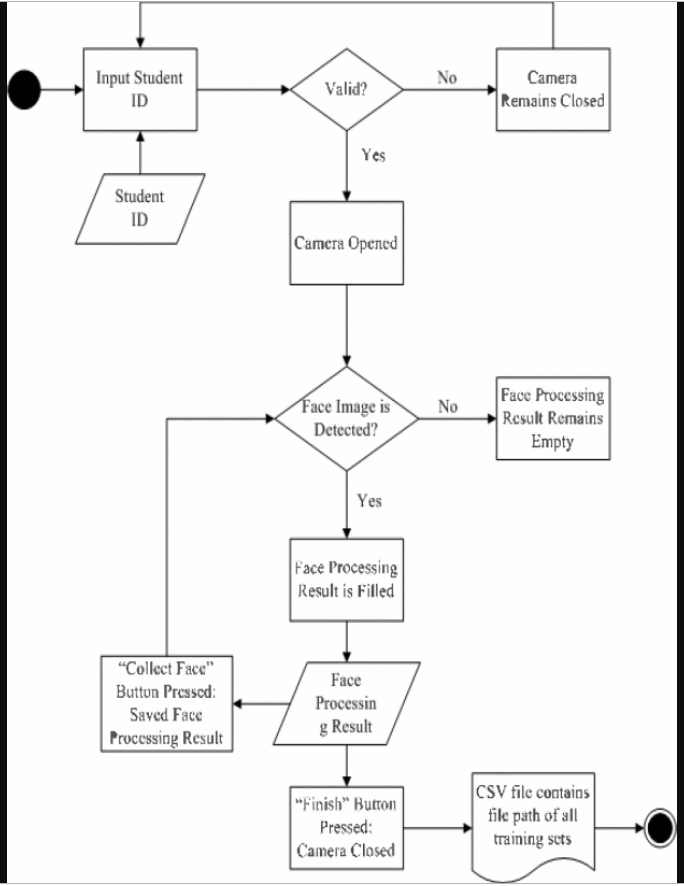 Input Student
ID
Valid?
No
Camera
Remains Closed
Yes
Student
ID
Camera Opened
Face Image is
Detected?
No
Face Processing
Result Remains
Empty
Yes
Face Processing
Result is Filled
“Collect Face”
Button Pressed:
Saved Face
Processing Result
Face
Processin
g Result
“Finish” Button
Pressed:
Camera Closed
CSV file contains
file path of all
training sets